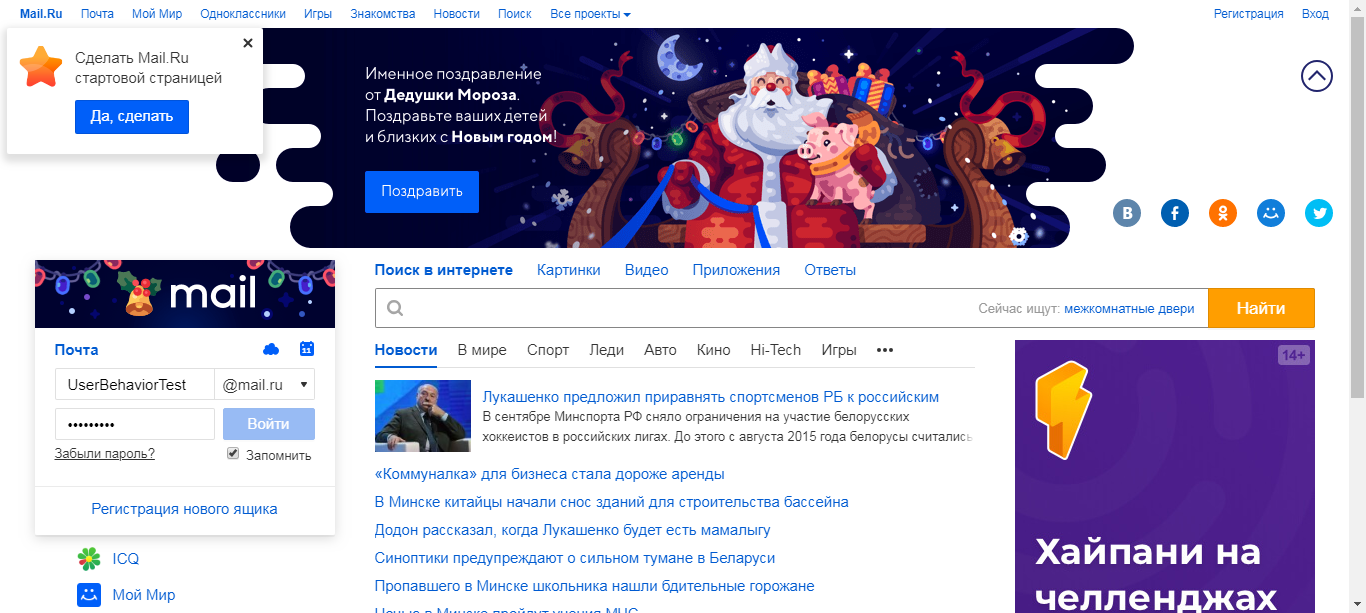 Mail.Ru Почта Мой Мир Одноклассники Игры Знакомства Новости Поиск Все проекты Регистрация Вход
Сделать Mail.Ru
стартовой страницей
Да, сделать
Именное поздравление
от Дедушки Мороза.
Поздравьте ваших детей
и близких с Новым годом!
Поздравить
mail
Почта
11
UserBehaviorTest @mail.ru
•••••••••
Войти
Забыли пароль?
Запомнить
Регистрация нового ящика
ICQ
Мой Мир
Поиск в интернете Картинки Видео Приложения Ответы
Сейчас ищут: межкомнатные двери
Найти
Новости В мире Спорт Леди Авто Кино Hi-Tech Игры •••
Лукашенко предложил приравнять спортсменов РБ к российским
В сентябре Минспорта РФ сняло ограничения на участие белорусских
хоккеистов в российских лигах. До этого с августа 2015 года белорусы считались
«Коммуналка» для бизнеса стала дороже аренды
В Минске китайцы начали снос зданий для строительства бассейна
Додон рассказал, когда Лукашенко будет есть мамалыгу
Синоптики предупреждают о сильном тумане в Беларуси
Пропавшего в Минске школьника нашли бдительные горожане
Ночью в Минске пройдут учения МЧС
14+
Хайпани на
челленджах